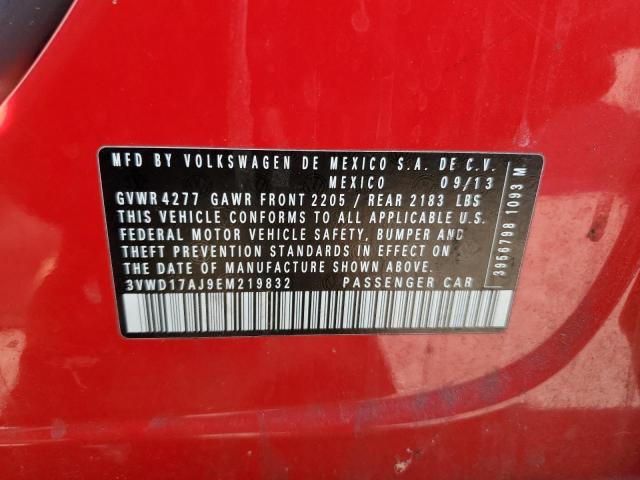 MFD BY VOLKSWAGEN DE MEXICO S.A. DE C.V.
MEXICO 09/13
GVWR 4277 GAWR FRONT 2205 / REAR 2183 LBS
THIS VEHICLE CONFORMS TO ALL APPLICABLE U.S.
FEDERAL MOTOR VEHICLE SAFETY, BUMPER AND
THEFT PREVENTION STANDARDS IN EFFECT ON
THE DATE OF MANUFACTURE SHOWN ABOVE.
3VWD17AJ9EM219832 PASSENGER CAR
3956798 1093 M